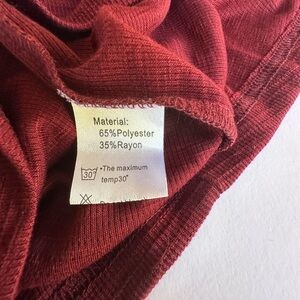 Material:
65%Polyester
35%Rayon
30°
•The maximum
temp30°